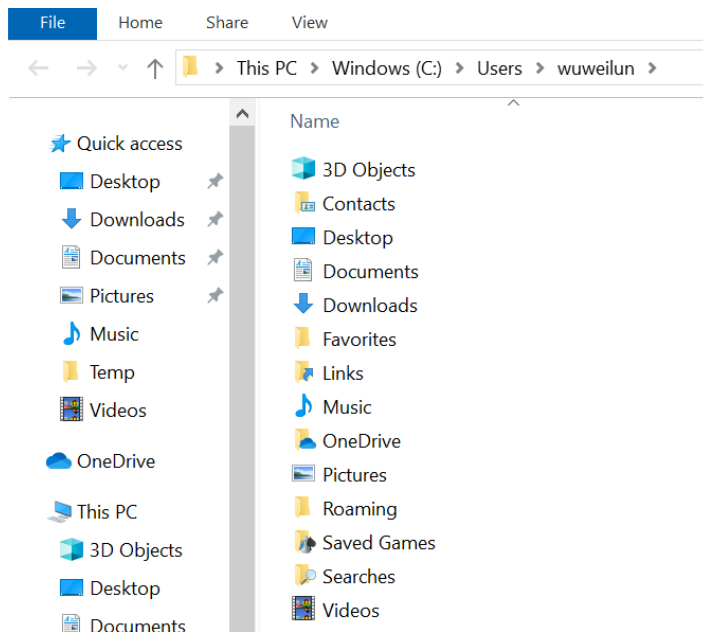 File Home Share View
This PC > Windows (C:) > Users > wuweilun >
Name
Quick access
Desktop
Downloads
Documents
Pictures
Music
Temp
Videos
OneDrive
This PC
3D Objects
Desktop
Documents
3D Objects
Contacts
Desktop
Documents
Downloads
Favorites
Links
Music
OneDrive
Pictures
Roaming
Saved Games
Searches
Videos